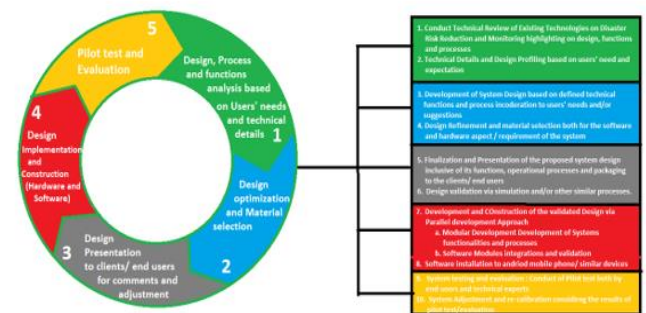 5
Pilot test and
Evaluation
Design, Process
and functions
analysis based
on Users' needs
and technical
details 1
Design
optimization
and Material
selection
2
Design
Presentation
to clients/ end users
for comments and
adjustment
3
4
Design
Implementation
and
Construction
(Hardware and
Software)
1. Conduct Technical Review of Existing Technologies on Disaster
Risk Reduction and Monitoring highlighting on design, functions
and processes
2. Technical Details and Design Profiling based on users' need and
expectation
3. Development of System Design based on defined technical
functions and process incoderation to users' needs and/or
suggestions
4. Design Refinement and material selection both for the software
and hardware aspect / requirement of the system
5. Finalization and Presentation of the proposed system design
inclusive of its functions, operational processes and packaging
to the clients/ end users
6. Design validation via simulation and/or other similar processes.
7. Development and COnstruction of the validated Design via
Parallel development Approach
a. Modular Development Development of Systems
functionalities and processes
b. Software Modules integrations and validation
8. Software installation to andriod mobile phone/ similar devices
9. System testing and evaluation : Conduct of Pilot test both by
end users and technical experts
10. System Adjustment and re-calibration considering the results of
pilot test/evaluation